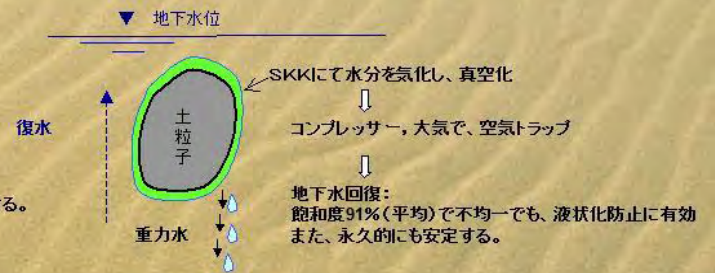 ▼ 地下水位
SKKにて水分を気化し、真空化
復水
土粒子
コンプレッサー，大気で、空気トラップ
する。
重力水
地下水回復：
飽和度91%（平均）で不均一でも、液状化防止に有効
また、永久的にも安定する。